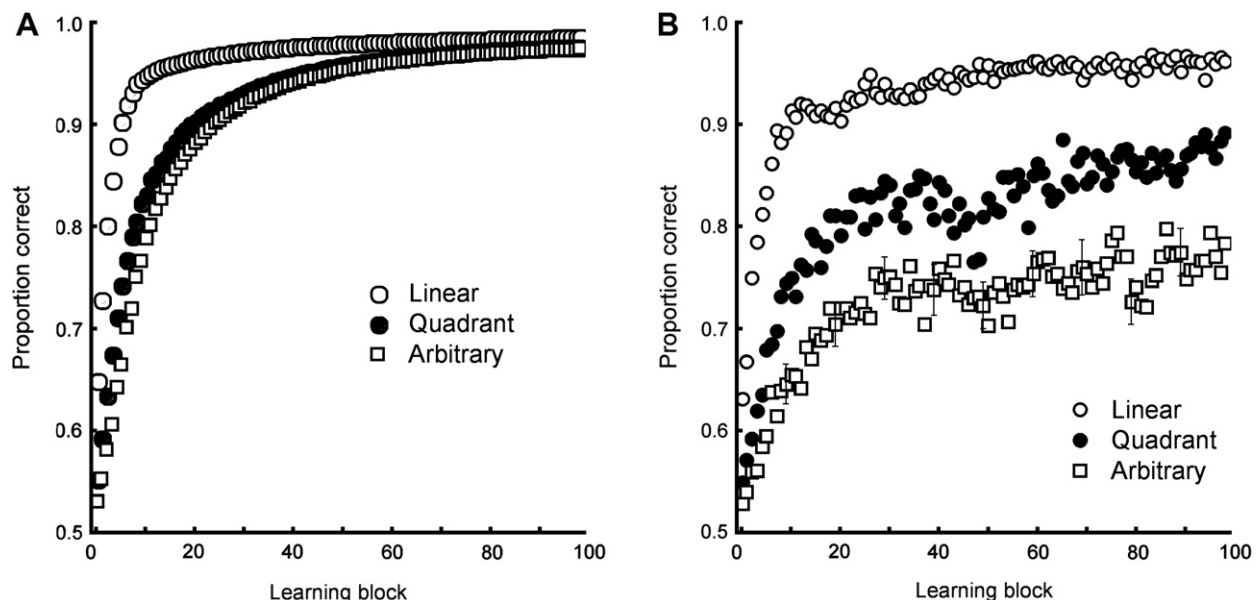 A
1.0
0.9
0.8
0.7
0.6
0.5
Proportion correct
Linear
Quadrant
Arbitrary
0 20 40 60 80 100
Learning block
B
1.0
0.9
0.8
0.7
0.6
0.5
Proportion correct
Linear
Quadrant
Arbitrary
0 20 40 60 80 100
Learning block